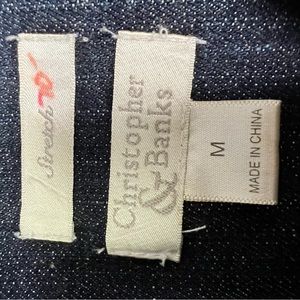 Stretch
Christopher
& Banks
M
MADE IN CHINA